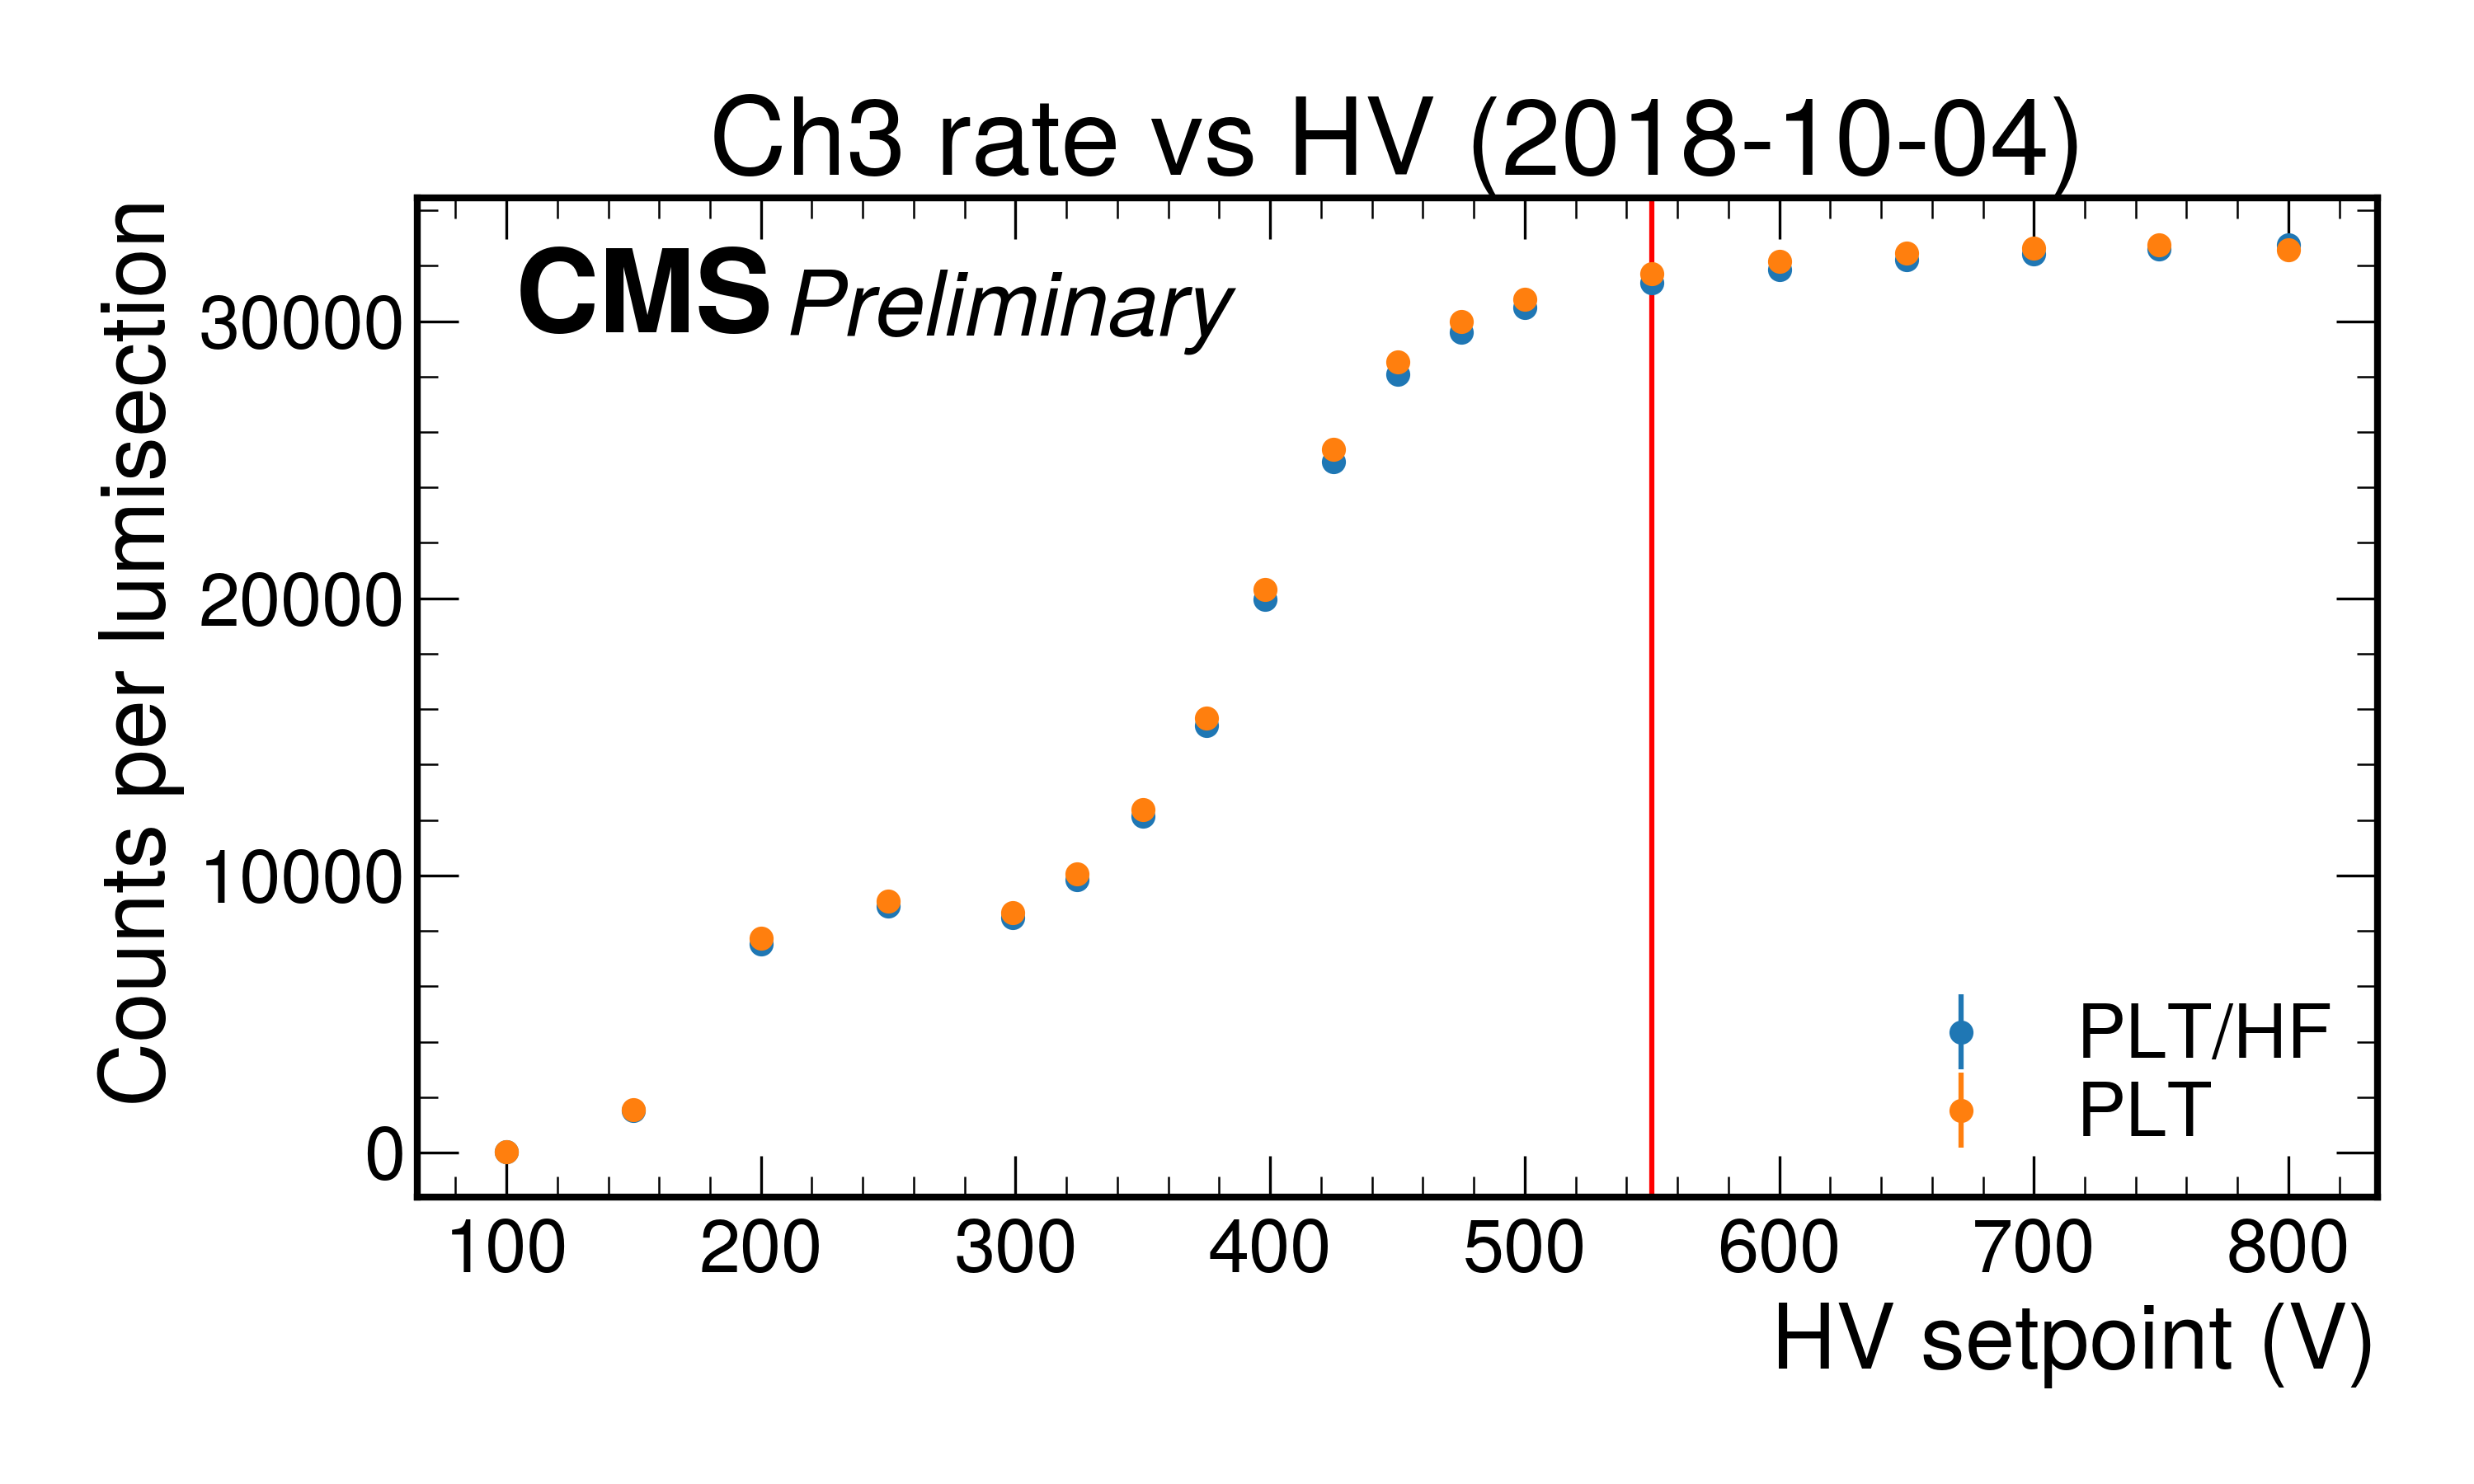 Ch3 rate vs HV (2018-10-04)
CMS Preliminary
Counts per lumisection
30000
20000
10000
0
PLT/HF
PLT
100 200 300 400 500 600 700 800
HV setpoint (V)